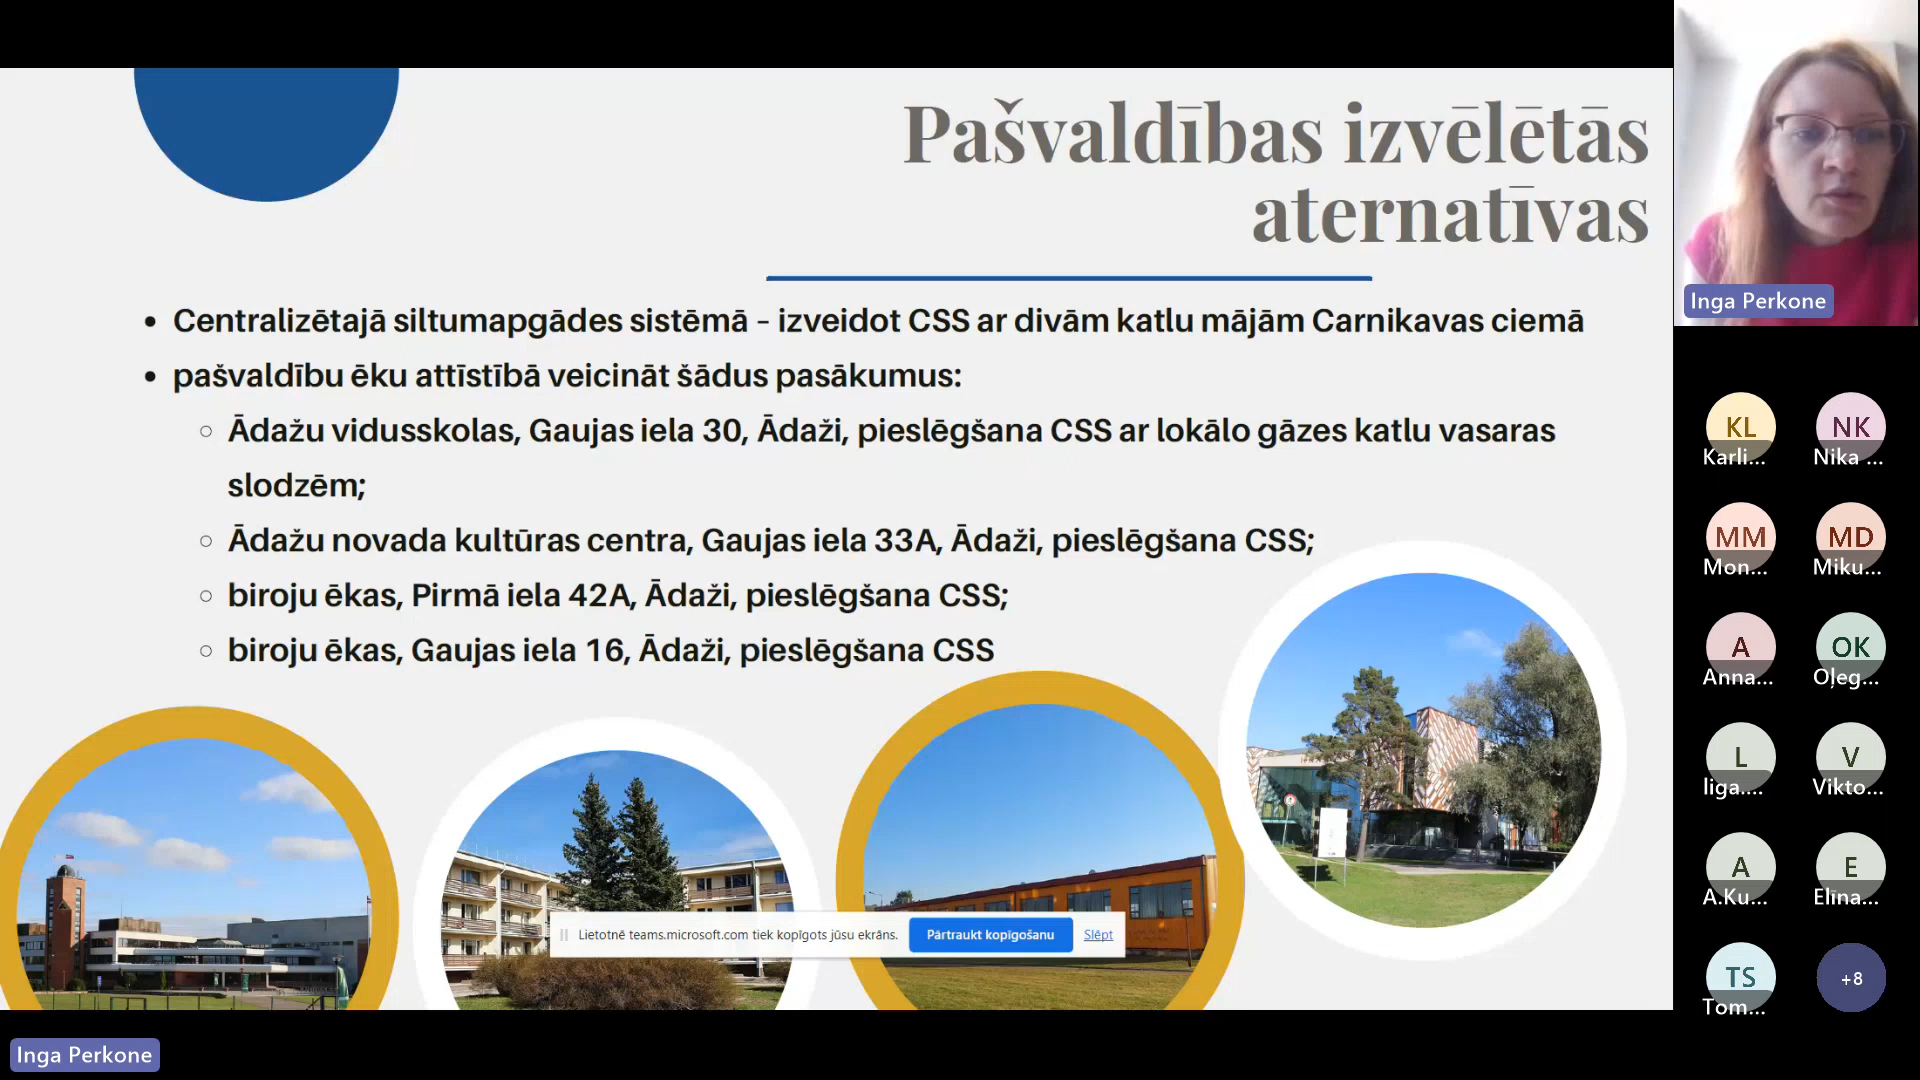 Pašvaldības izvēlētās
aternatīvas
Centralizētajā siltumapgādes sistēmā – izveidot CSS ar divām katlu mājām Carnikavas ciemā
pašvaldību ēku attīstībā veicināt šādus pasākumus:
Ādažu vidusskolas, Gaujas iela 30, Ādaži, pieslēgšana CSS ar lokālo gāzes katlu vasaras
slodzēm;
Ādažu novada kultūras centra, Gaujas iela 33A, Ādaži, pieslēgšana CSS;
biroju ēkas, Pirmā iela 42A, Ādaži, pieslēgšana CSS;
biroju ēkas, Gaujas iela 16, Ādaži, pieslēgšana CSS
Lietotnē teams.microsoft.com tiek kopīgots jūsu ekrāns.
Pārtraukt kopīgošanu
Slēpt
Inga Perkone
Inga Perkone
KL
Karli...
NK
Nika ...
MM
Mon...
MD
Miku...
A
Anna...
OK
Oļeg...
L
liga....
V
Vikto...
A
A.Ku...
E
Elīna...
TS
Tom...
+8